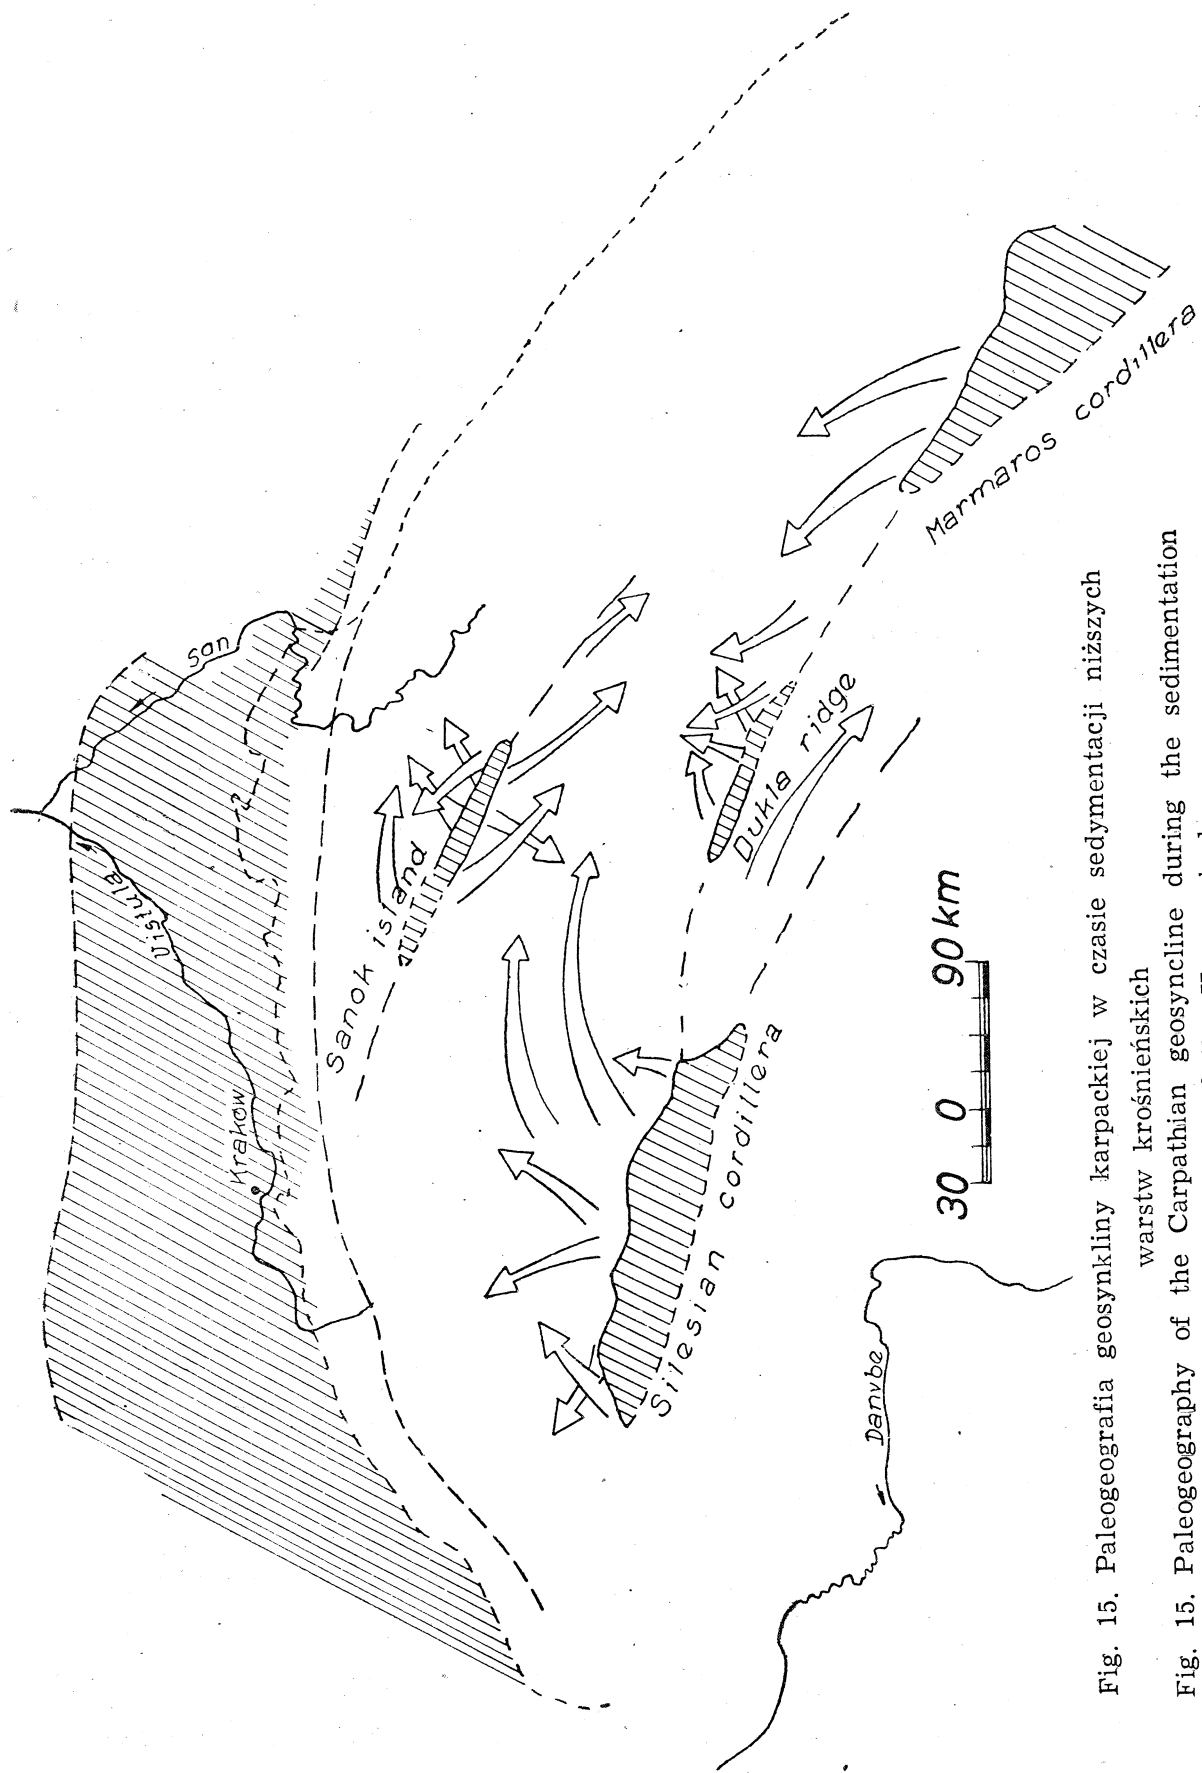 San
Vistula
Kraków
Sanok island
Dukla ridge
Silesian cordillera
Marmaros cordillera
Danube
30 0 90 km
Fig. 15. Paleogeografia geosynkliny karpackiej w czasie sedymentacji niższych
warstw krośnieńskich
Fig. 15. Paleogeography of the Carpathian geosyncline during the sedimentation